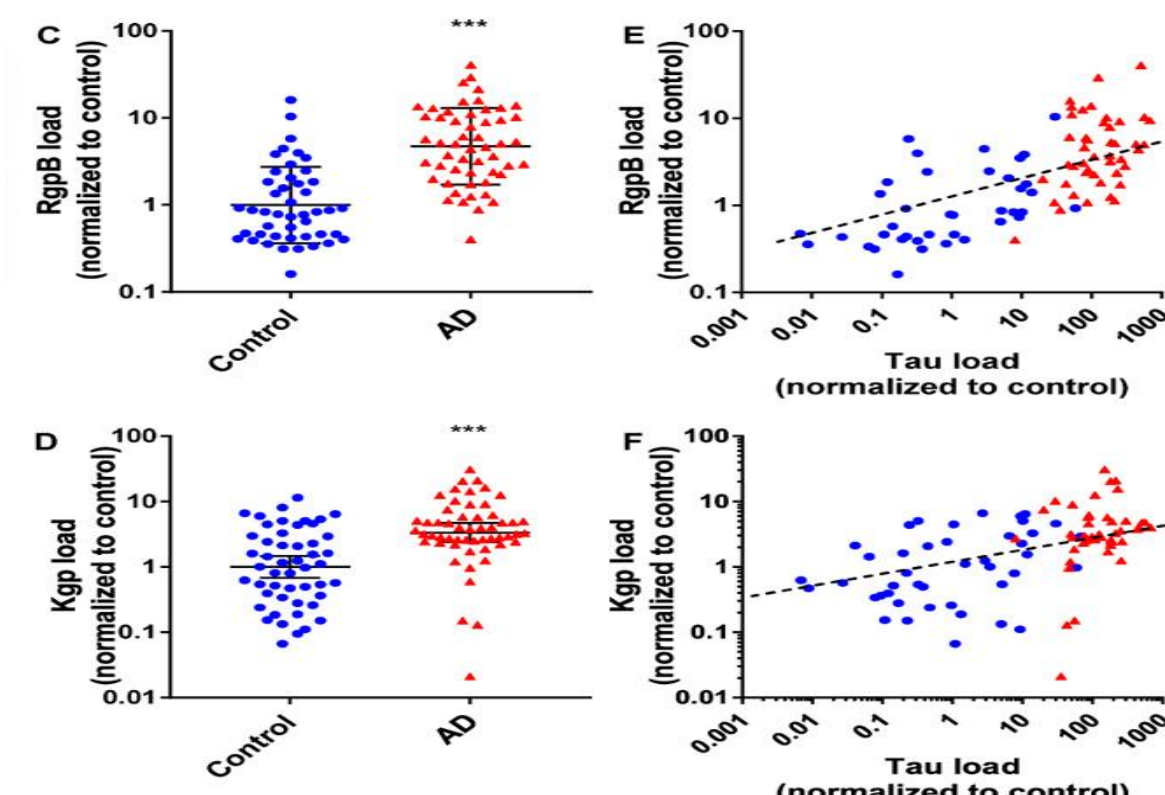 C
RgpB load
(normalized to control)
100
10
1
0.1
***
Control
AD
E
RgpB load
(normalized to control)
100
10
1
0.1
0.001
0.01
0.1
1
10
100
1000
Tau load
(normalized to control)
D
Kgp load
(normalized to control)
100
10
1
0.1
0.01
***
Control
AD
F
Kgp load
(normalized to control)
100
10
1
0.1
0.01
0.001
0.01
0.1
1
10
100
1000
Tau load
(normalized to control)